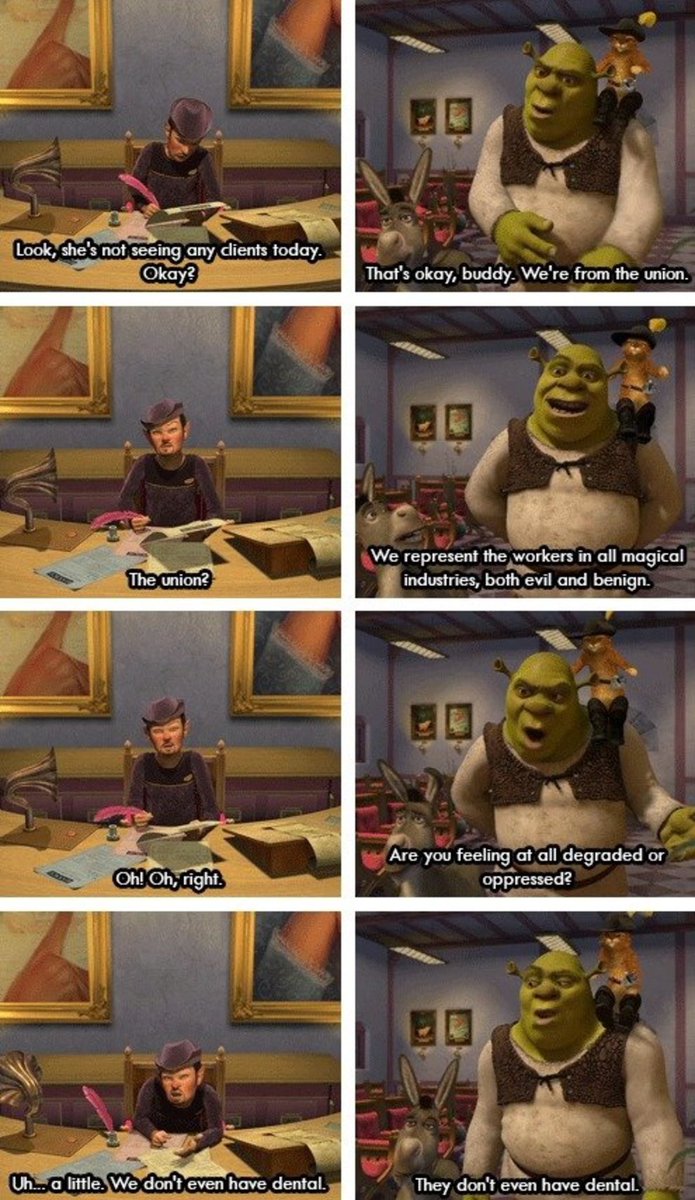 Look, she's not seeing any clients today.
Okay?
That's okay, buddy. We're from the union.
The union?
We represent the workers in all magical
industries, both evil and benign.
Oh! Oh, right.
Are you feeling at all degraded or
oppressed?
Uh... a little. We don't even have dental.
They don't even have dental.